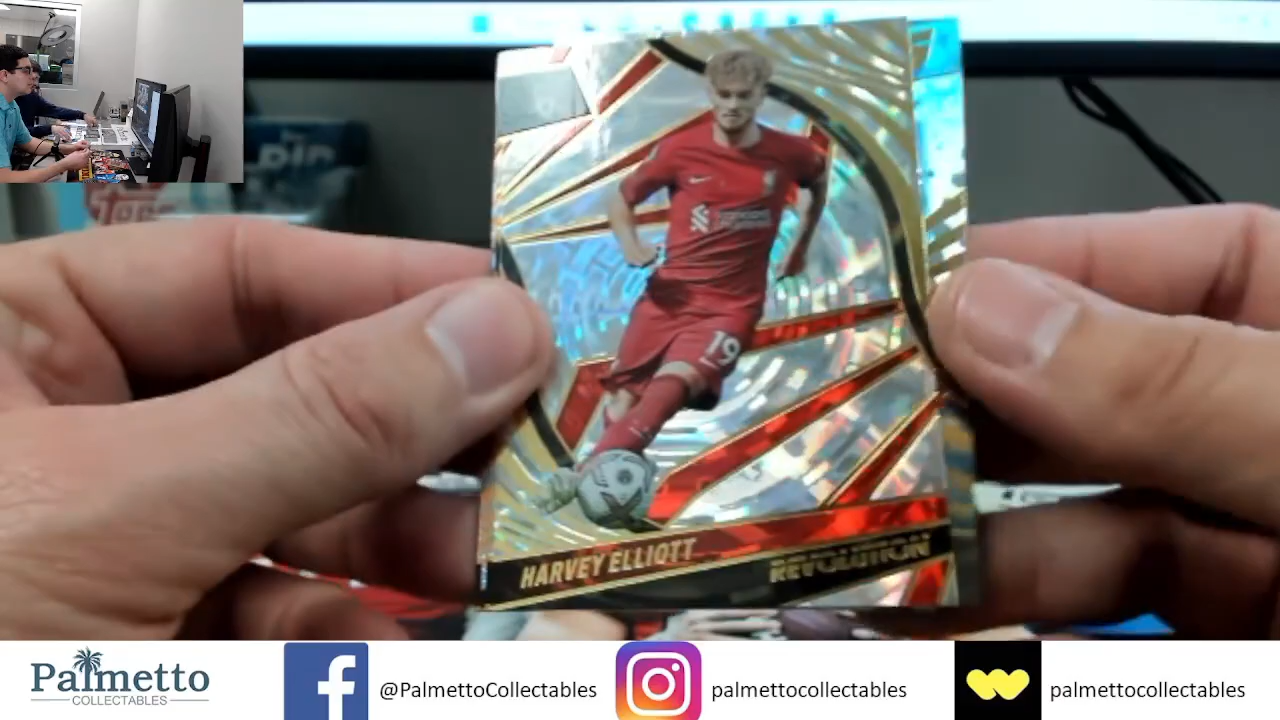 19
HARVEY ELLIOTT
REVOLUTION
Palmetto
COLLECTABLES
@PalmettoCollectables
palmettocollectables
palmettocollectables